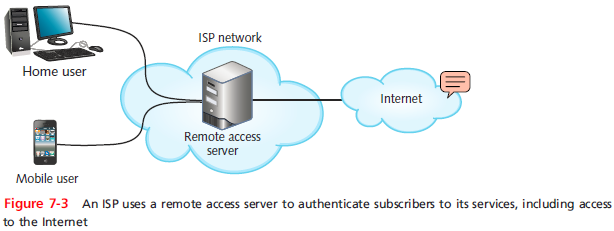 ISP network
Home user
Internet
Remote access
server
Mobile user
Figure 7-3 An ISP uses a remote access server to authenticate subscribers to its services, including access
to the Internet